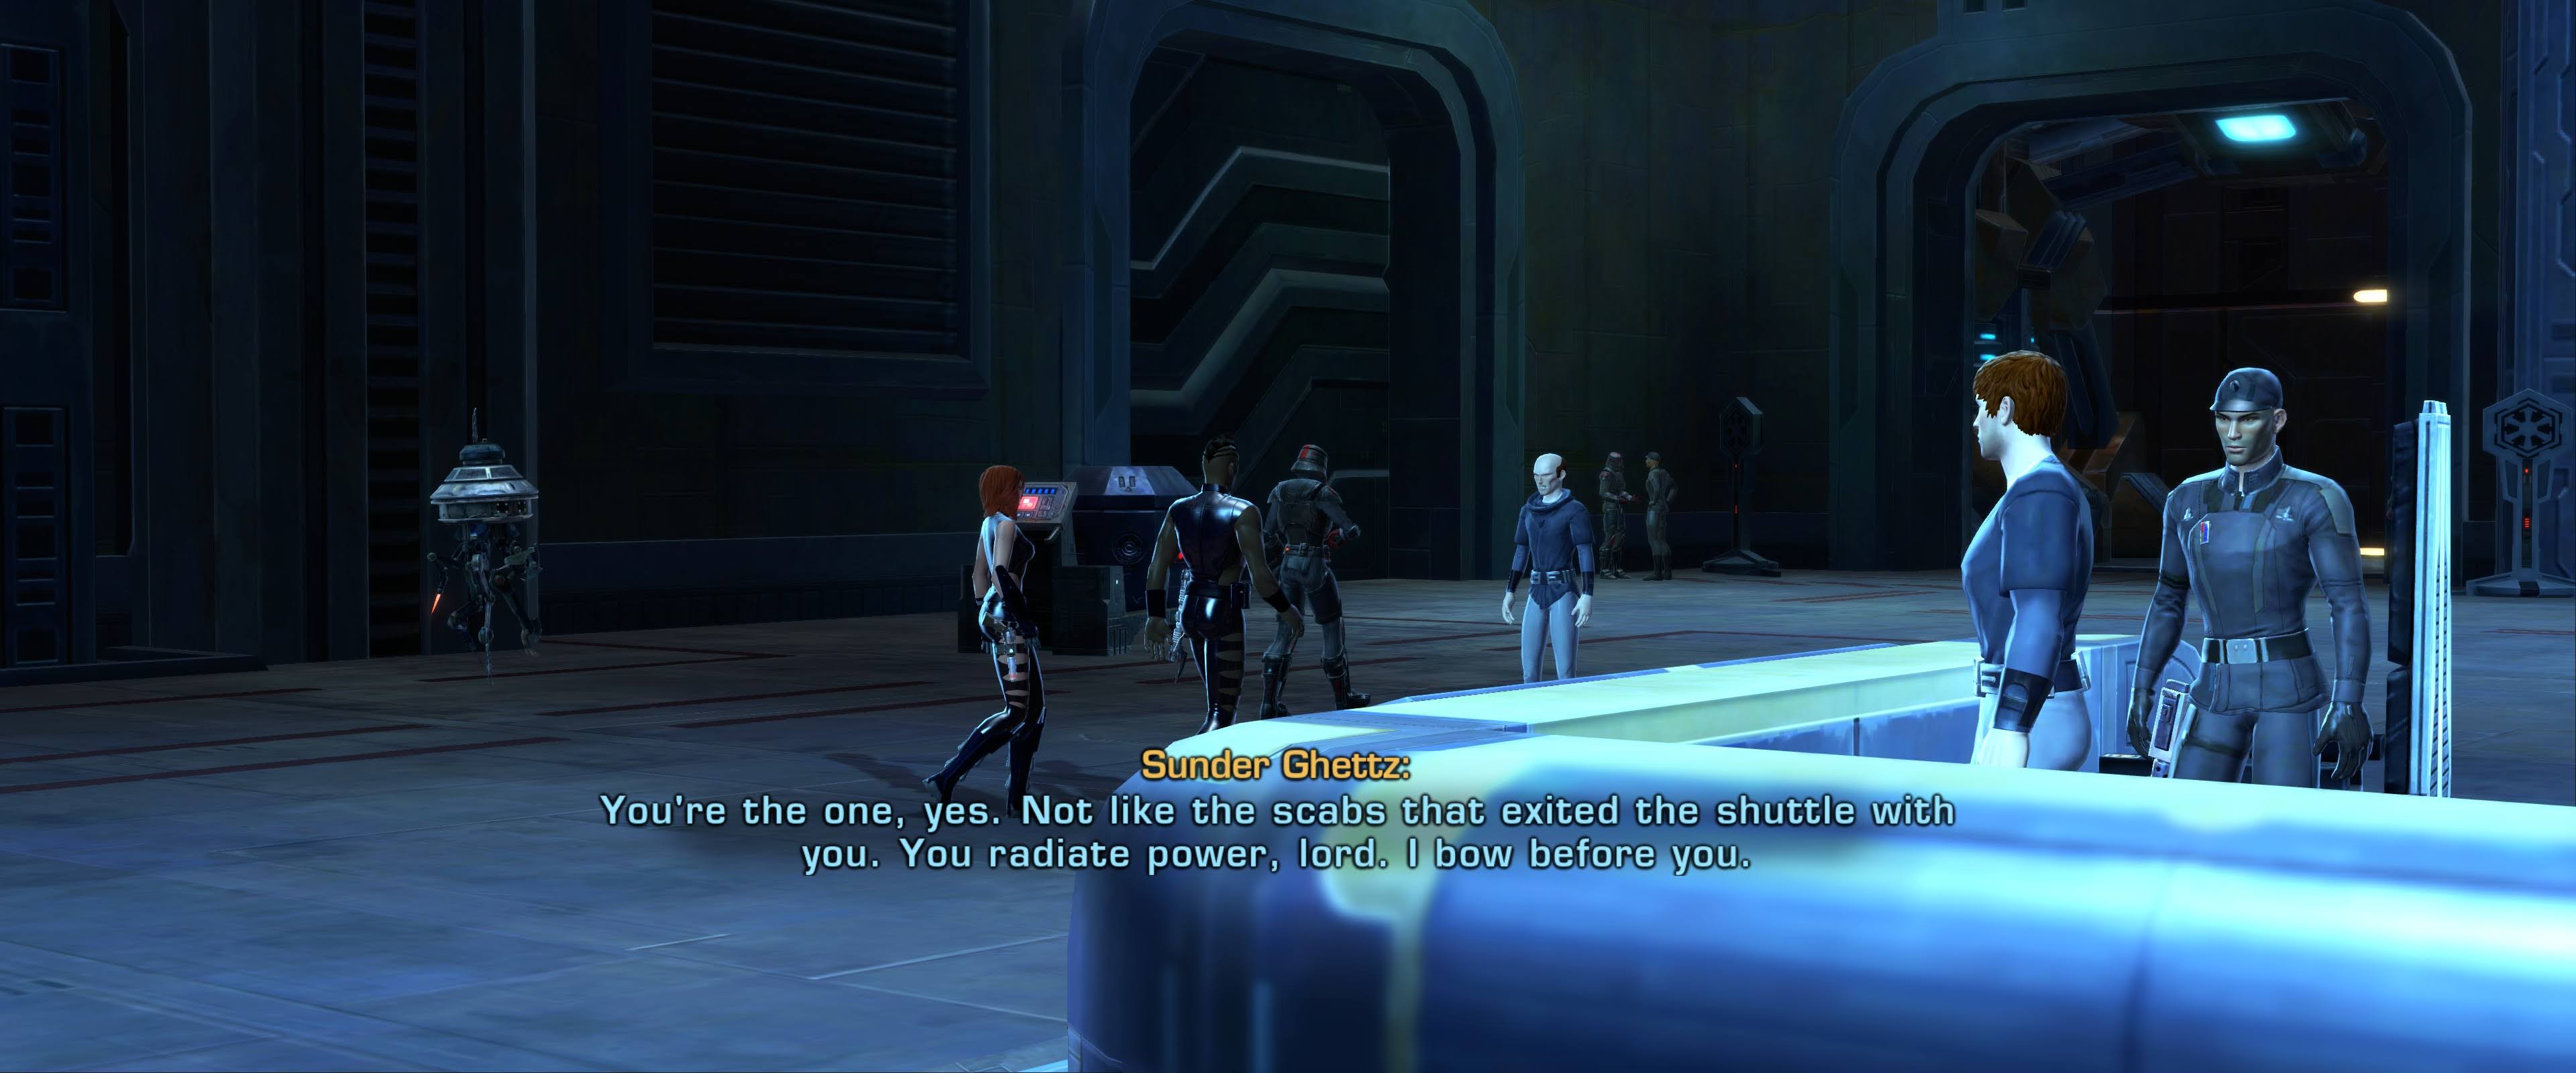 Sunder Ghettz:
You're the one, yes. Not like the scabs that exited the shuttle with
you. You radiate power, lord. I bow before you.